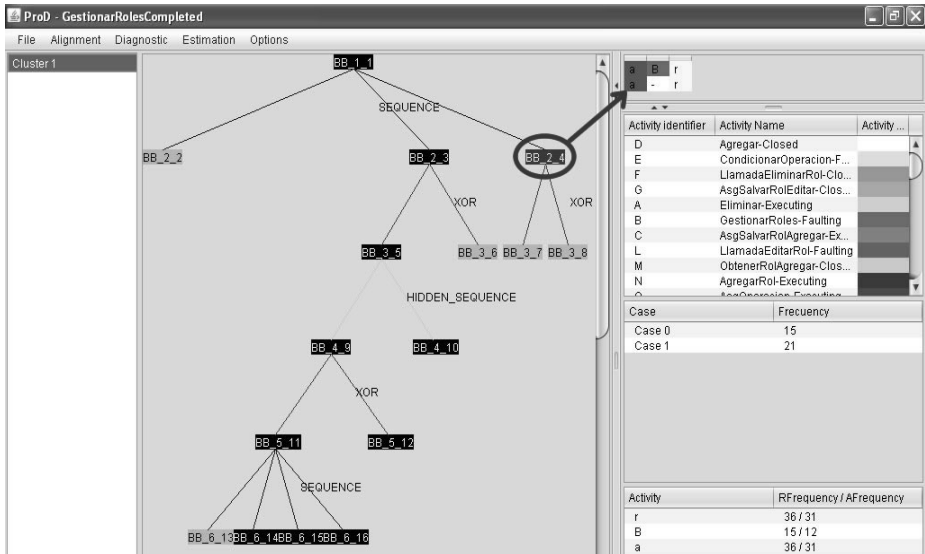 ProD - GestionarRolesCompleted
File Alignment Diagnostic Estimation Options
Cluster1
BB_1_1
SEQUENCE
BB_2_2
BB_2_3
BB_2_4
XOR
XOR
BB_3_5
BB_3_6
BB_3_7
BB_3_8
HIDDEN_SEQUENCE
BB_4_9
BB_4_10
XOR
BB_5_11
BB_5_12
SEQUENCE
BB_6_13
BB_6_14
BB_6_15
BB_6_16
a B r
a - r
Activity identifier Activity Name Activity ...
D Agregar-Closed
E CondicionarOperacion-F...
F LlamadaEliminarRol-Clo...
G AsgSalvarRolEditar-Clos...
A Eliminar-Executing
B GestionarRoles-Faulting
C AsgSalvarRolAgregar-Ex...
L LlamadaEditarRol-Faulting
M ObtenerRolAgregar-Clos...
N AgregarRol-Executing
O AsgOperacion-Executing
Case Frecuency
Case 0 15
Case 1 21
Activity RFrequency / AFrequency
r 36 / 31
B 15 / 12
a 36 / 31